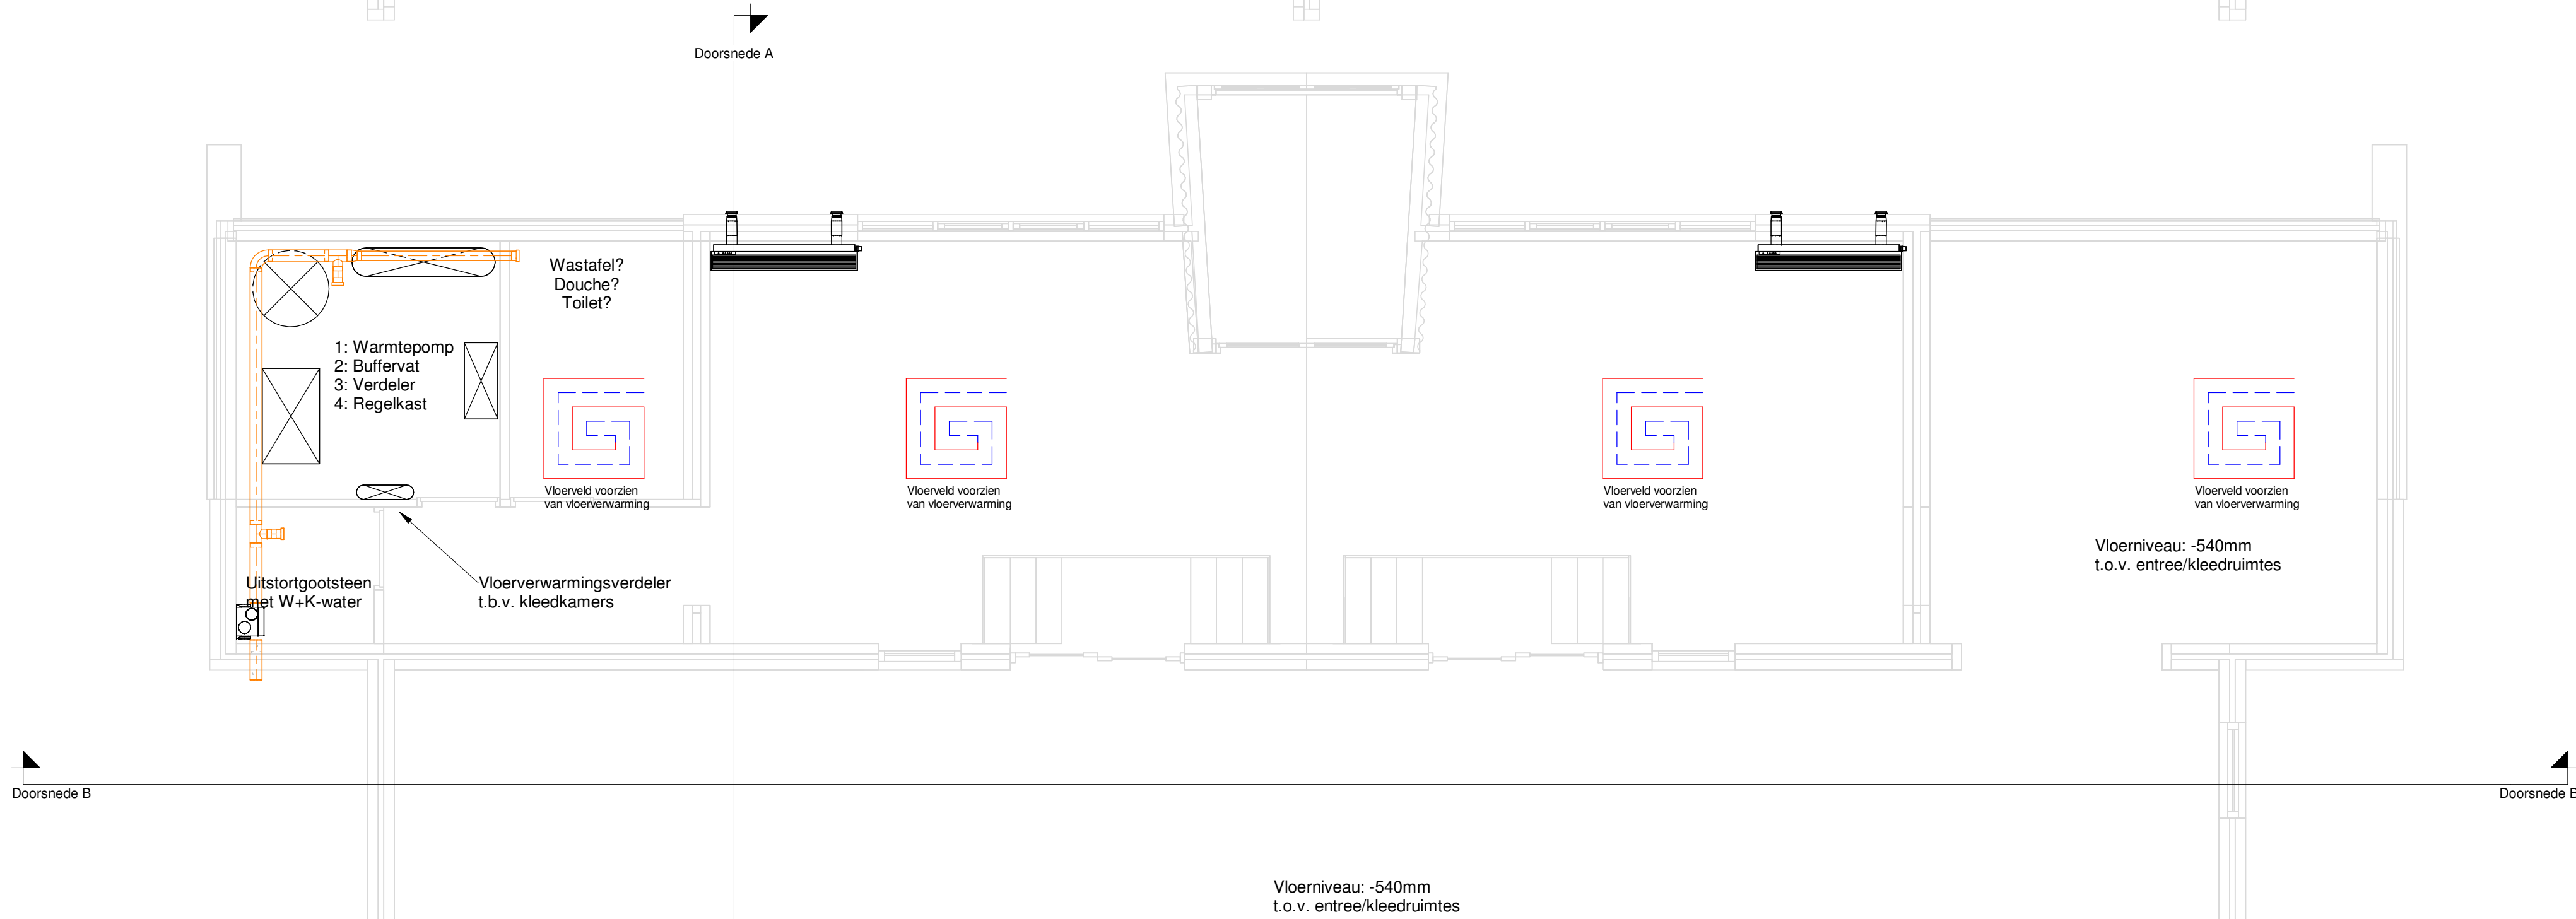 Doorsnede A
Wastafel?
Douche?
Toilet?
1: Warmtepomp
2: Buffervat
3: Verdeler
4: Regelkast
Vloerveld voorzien
van vloerverwarming
Vloerveld voorzien
van vloerverwarming
Vloerveld voorzien
van vloerverwarming
Vloerveld voorzien
van vloerverwarming
Vloerniveau: -540mm
t.o.v. entree/kleedruimtes
Uitstortgootsteen
met W+K-water
Vloerverwarmingsverdeler
t.b.v. kleedkamers
Doorsnede B
Doorsnede B
Vloerniveau: -540mm
t.o.v. entree/kleedruimtes